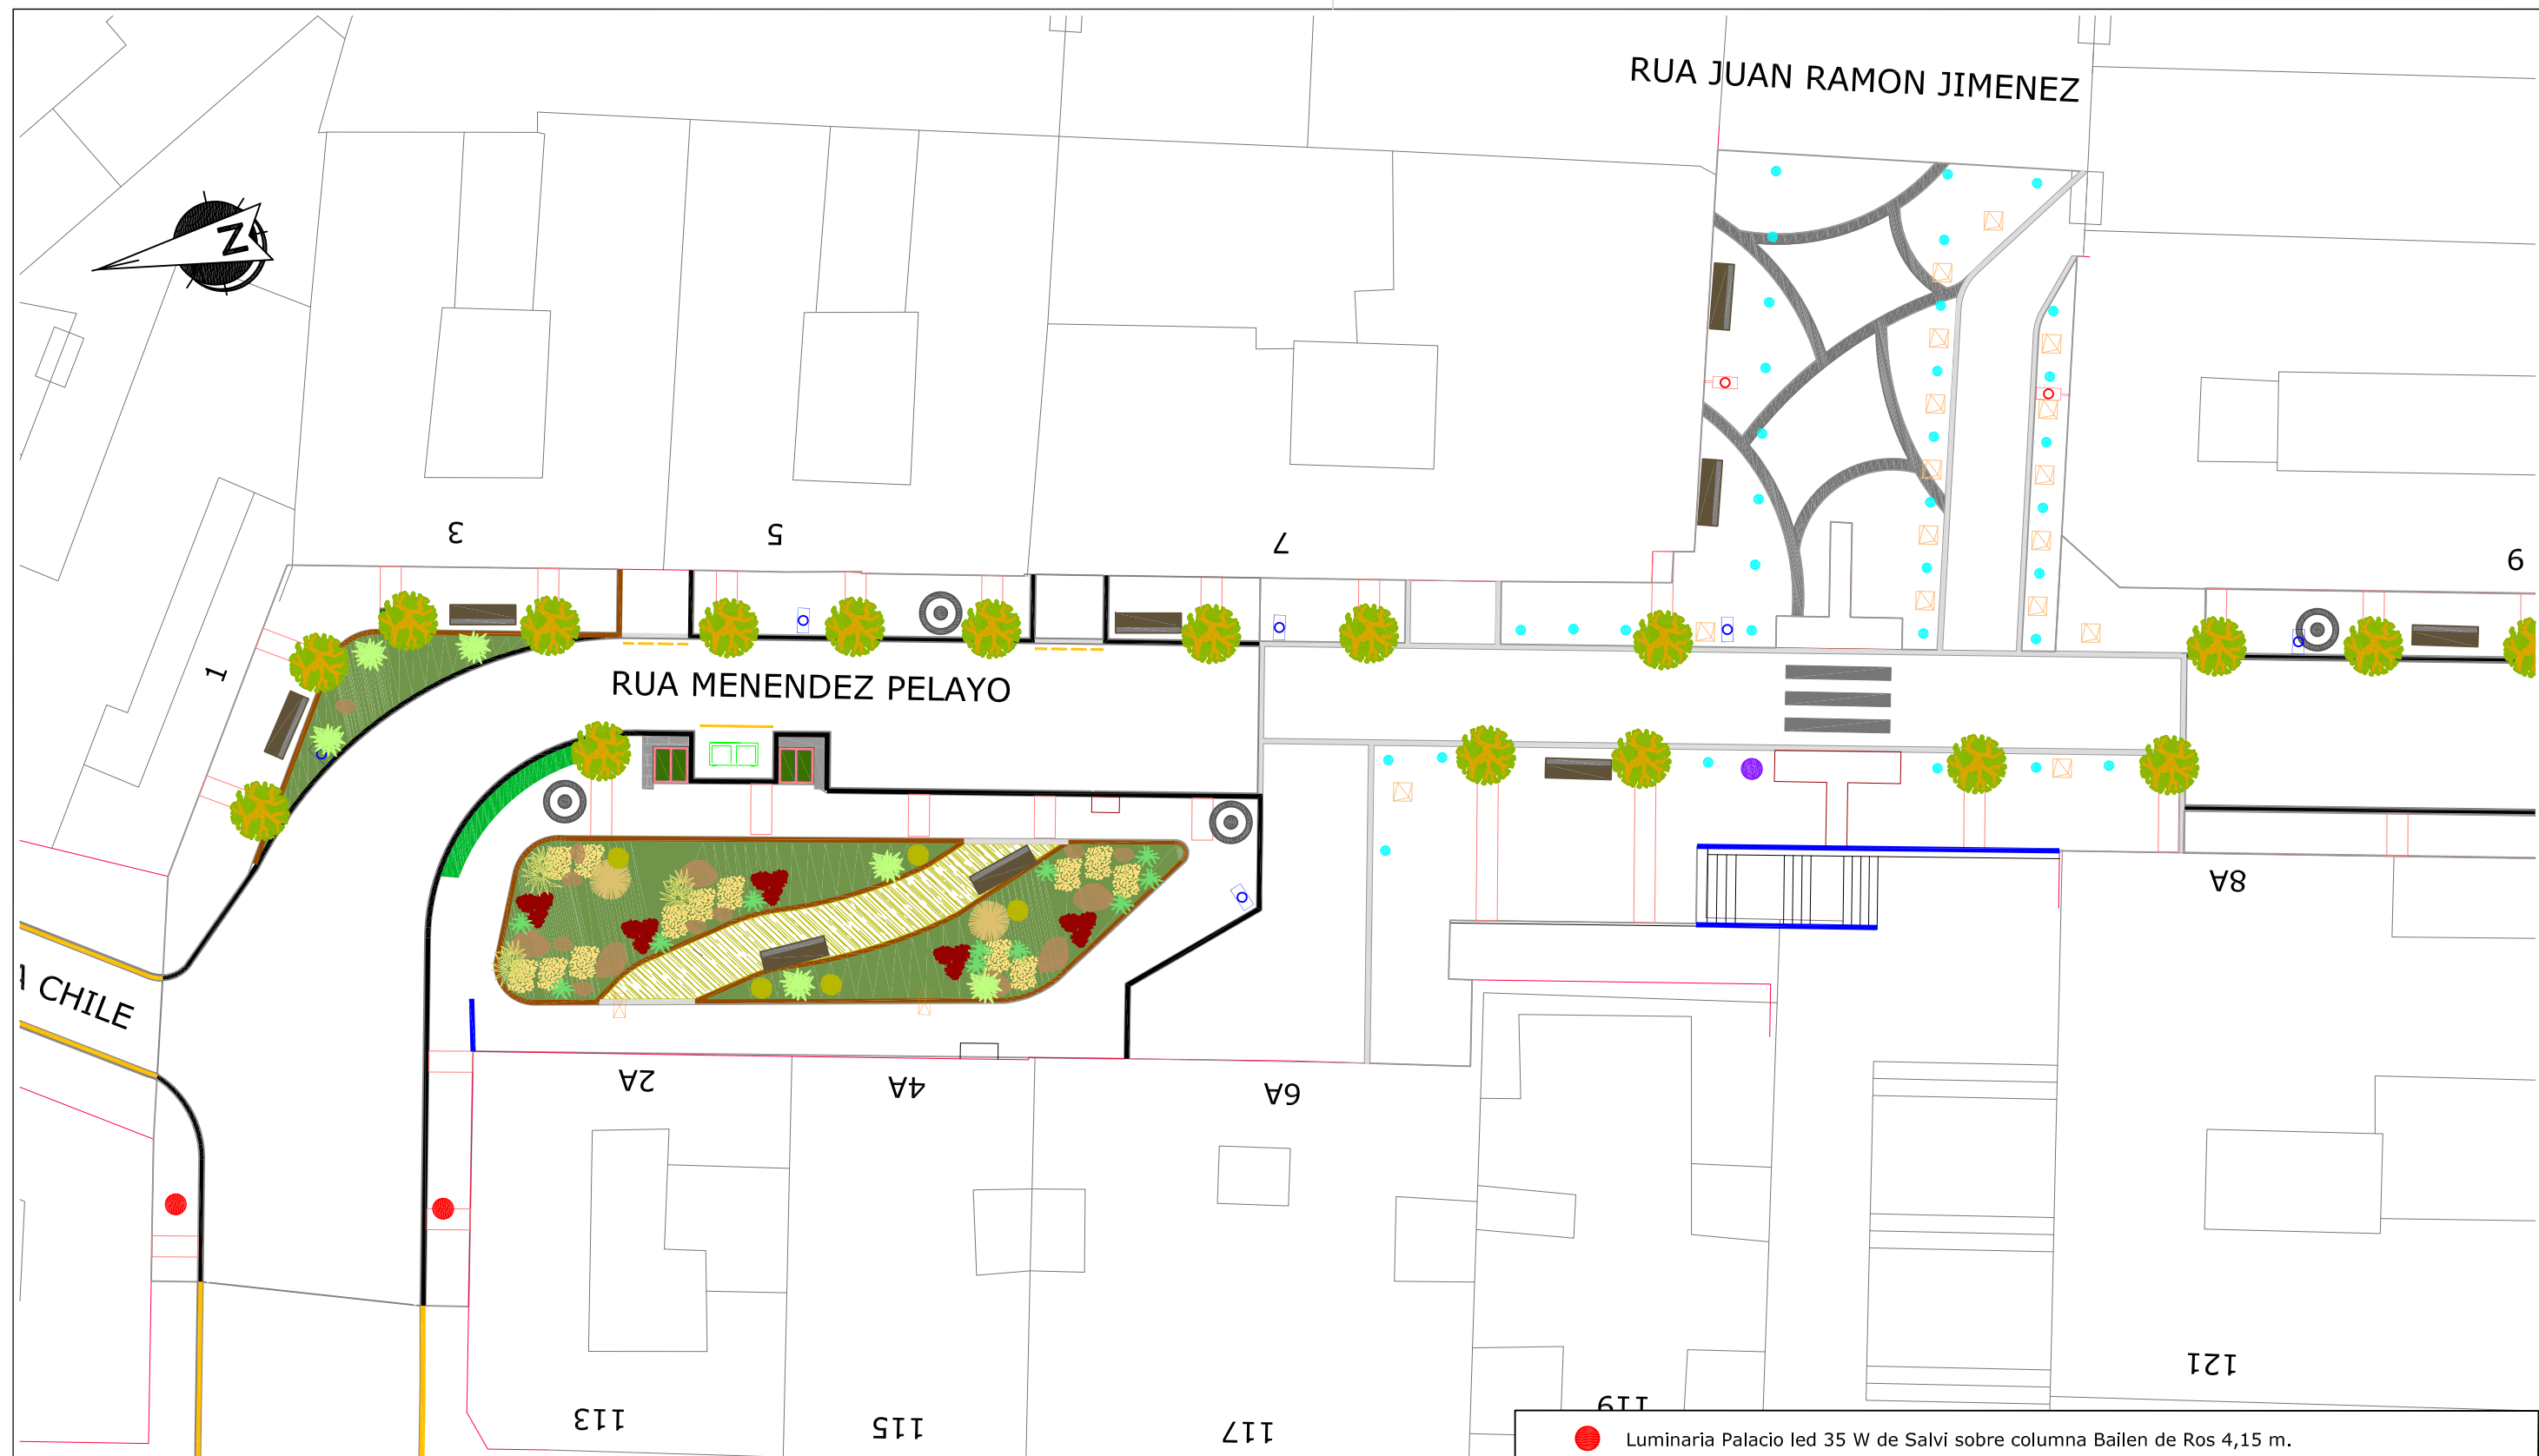 RUA JUAN RAMON JIMENEZ
N
3
5
7
9
1
RUA MENENDEZ PELAYO
8A
CHILE
2A
4A
6A
121
119
113
115
117
Luminaria Palacio led 35 W de Salvi sobre columna Bailen de Ros 4,15 m.